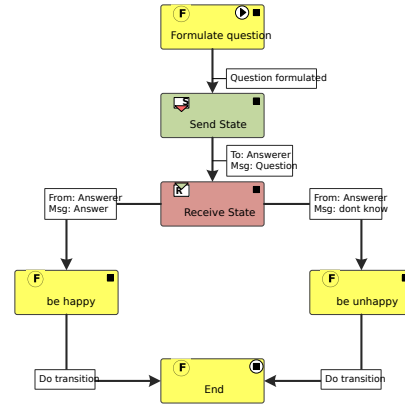 F
Formulate question
Question formulated
S
Send State
To: Answerer
Msg: Question
R
Receive State
From: Answerer
Msg: Answer
From: Answerer
Msg: dont know
F
be happy
F
be unhappy
Do transition
F
End
Do transition